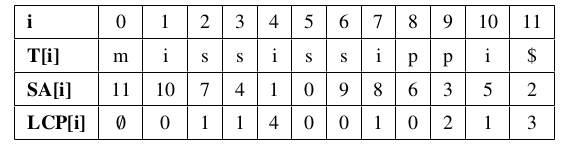 i 0 1 2 3 4 5 6 7 8 9 10 11
T[i] m i s s i s s i p p i $
SA[i] 11 10 7 4 1 0 9 8 6 3 5 2
LCP[i] ∅ 0 1 1 4 0 0 1 0 2 1 3